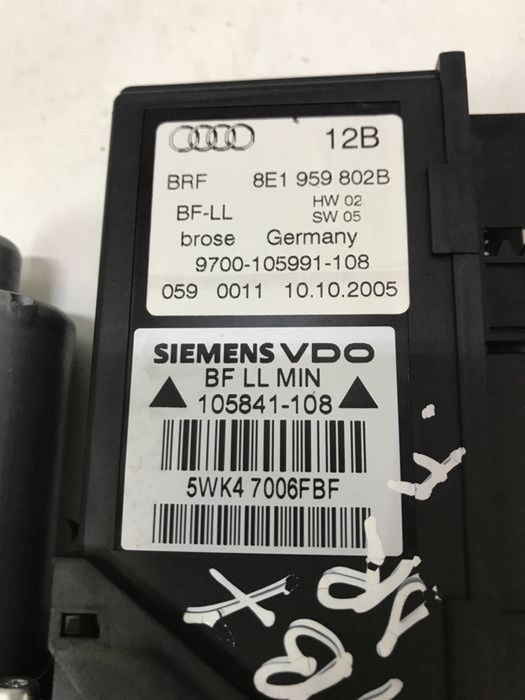 12B
BRF 8E1 959 802B
BF-LL HW 02
SW 05
brose Germany
9700-105991-108
059 0011 10.10.2005
SIEMENS VDO
BF LL MIN
105841-108
5WK4 7006FBF